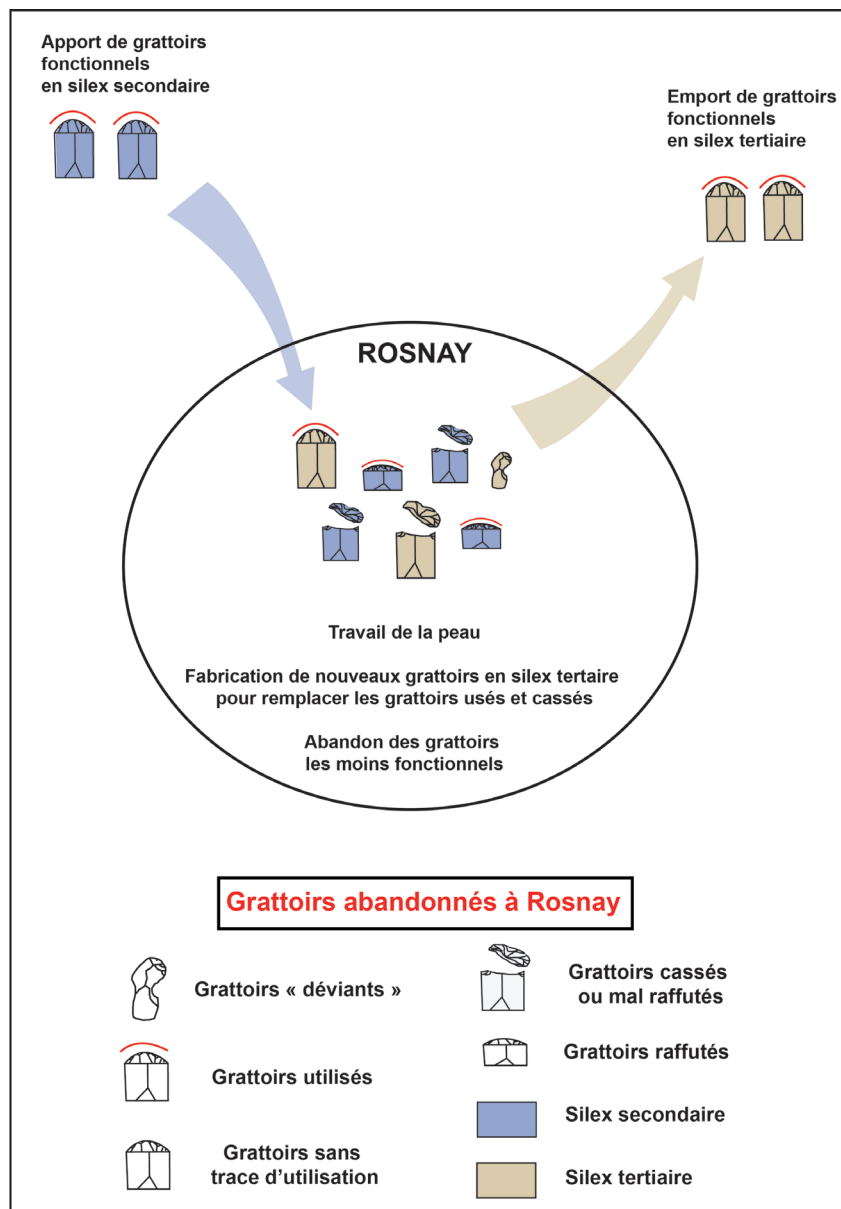 Apport de grattoirs
fonctionnels
en silex secondaire
Emport de grattoirs
fonctionnels
en silex tertiaire
ROSNAY
Travail de la peau
Fabrication de nouveaux grattoirs en silex tertaire
pour remplacer les grattoirs usés et cassés
Abandon des grattoirs
les moins fonctionnels
Grattoirs abandonnés à Rosnay
Grattoirs « déviants »
Grattoirs utilisés
Grattoirs sans
trace d'utilisation
Grattoirs cassés
ou mal raffutés
Grattoirs raffutés
Silex secondaire
Silex tertiaire